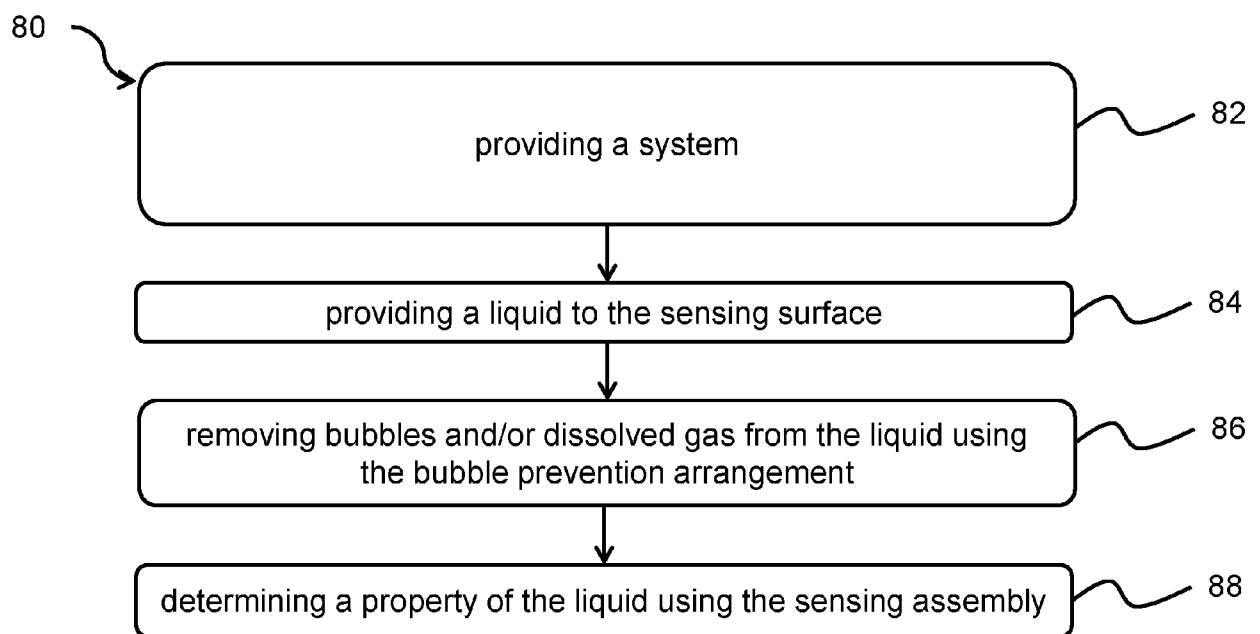 80
providing a system
82
providing a liquid to the sensing surface
84
removing bubbles and/or dissolved gas from the liquid using
the bubble prevention arrangement
86
determining a property of the liquid using the sensing assembly
88